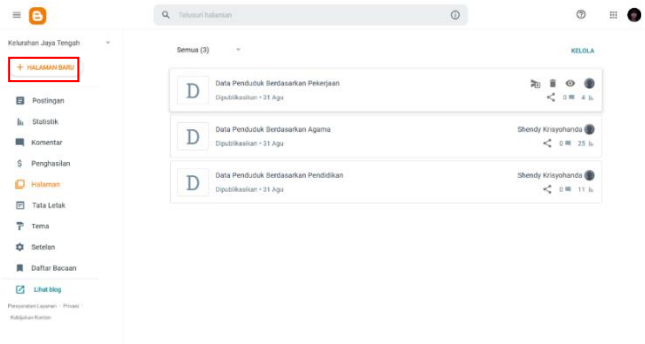 Telusuri halaman
Kelurahan Jaya Tengah
+ HALAMAN BARU
Postingan
Statistik
Komentar
$ Penghasilan
Halaman
Tata Letak
Tema
Setelan
Daftar Bacaan
Lihat blog
Persyaratan Layanan · Privasi ·
Kebijakan Konten
Semua (3)
KELOLA
D
Data Penduduk Berdasarkan Pekerjaan
Dipublikasikan • 31 Agu
0 4
D
Data Penduduk Berdasarkan Agama
Shendy Krisyohanda
Dipublikasikan • 31 Agu
0 25
D
Data Penduduk Berdasarkan Pendidikan
Shendy Krisyohanda
Dipublikasikan • 31 Agu
0 11